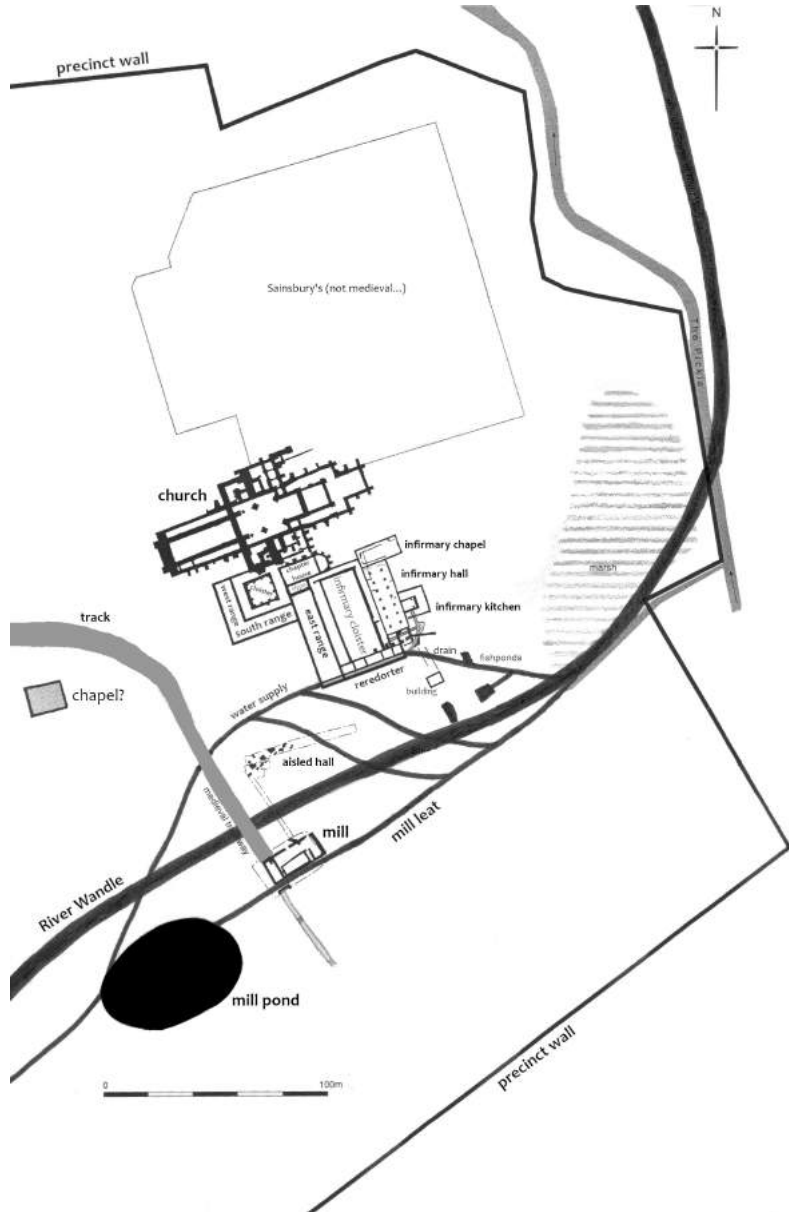 N
precinct wall
Sainsbury's (not medieval...)
The Pickle
church
infirmary chapel
infirmary hall
infirmary kitchen
marsh
chapter
house
cloister
west range
south range
east range
infirmary cloister
track
drain
fishponds
reredorter
building
water supply
chapel?
aisled hall
mill
mill leat
River Wandle
mill pond
precinct wall
0
100m